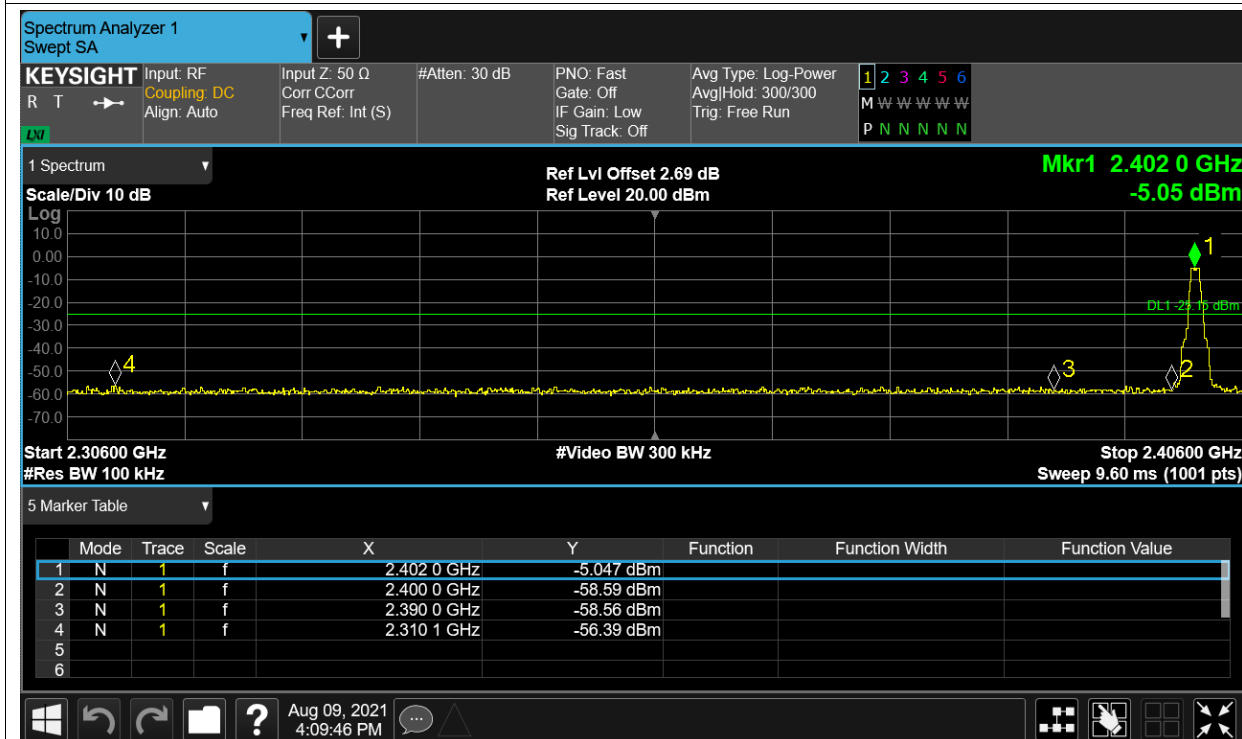 Spectrum Analyzer 1
Swept SA
+
KEYSIGHT Input: RF Input Z: 50 Ω #Atten: 30 dB PNO: Fast Avg Type: Log-Power 1 2 3 4 5 6
R T Coupling: DC Corr CCorr Gate: Off Avg|Hold: 300/300 M W W W W W W
Align: Auto Freq Ref: Int (S) IF Gain: Low Trig: Free Run
LXI Sig Track: Off P N N N N N N
1 Spectrum Ref Lvl Offset 2.69 dB Mkr1 2.402 0 GHz
Scale/Div 10 dB Ref Level 20.00 dBm -5.05 dBm
Log
10.0
1
0.00
-10.0
-20.0
DL1 -25.15 dBm
-30.0
-40.0
4 3 2
-50.0
-60.0
-70.0
Start 2.30600 GHz #Video BW 300 kHz Stop 2.40600 GHz
#Res BW 100 kHz Sweep 9.60 ms (1001 pts)
5 Marker Table
Mode Trace Scale X Y Function Function Width Function Value
1 N 1 f 2.402 0 GHz -5.047 dBm
2 N 1 f 2.400 0 GHz -58.59 dBm
3 N 1 f 2.390 0 GHz -58.56 dBm
4 N 1 f 2.310 1 GHz -56.39 dBm
5
6
? Aug 09, 2021
4:09:46 PM